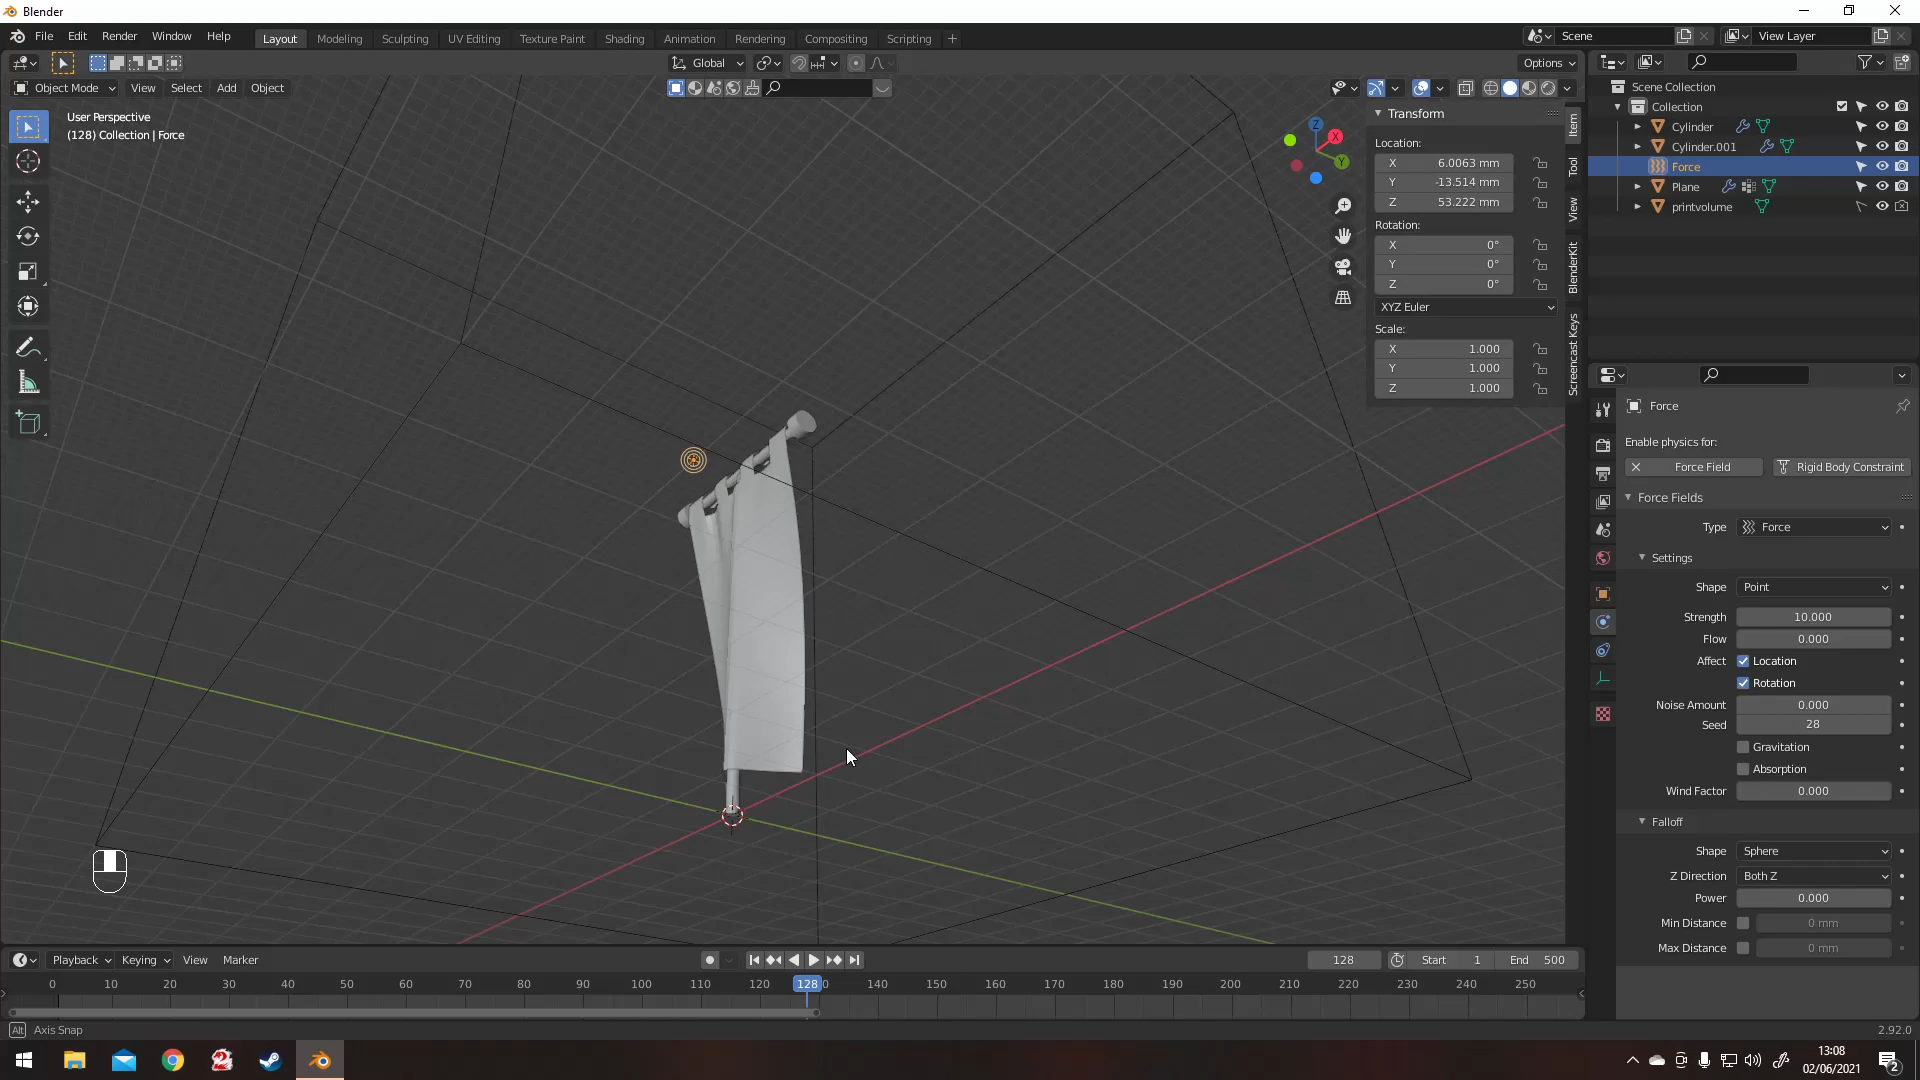 Blender
File Edit Render Window Help
Layout Modeling Sculpting UV Editing Texture Paint Shading Animation Rendering Compositing Scripting +
Scene View Layer
Global
Options
Object Mode View Select Add Object
User Perspective
(128) Collection | Force
Z
X
Y
Transform
Location:
X 6.0063 mm
Y -13.514 mm
Z 53.222 mm
Rotation:
X 0°
Y 0°
Z 0°
XYZ Euler
Scale:
X 1.000
Y 1.000
Z 1.000
Item
Tool
View
BlenderKit
Screencast Keys
Scene Collection
Collection
Cylinder
Cylinder.001
Force
Plane
printvolume
Force
Enable physics for:
Force Field Rigid Body Constraint
Force Fields
Type Force
Settings
Shape Point
Strength 10.000
Flow 0.000
Affect Location
Rotation
Noise Amount 0.000
Seed 28
Gravitation
Absorption
Wind Factor 0.000
Falloff
Shape Sphere
Z Direction Both Z
Power 0.000
Min Distance 0 mm
Max Distance 0 mm
Playback Keying View Marker
128 Start 1 End 500
0 10 20 30 40 50 60 70 80 90 100 110 120 128 0 140 150 160 170 180 190 200 210 220 230 240 250
Alt Axis Snap
2.92.0
13:08
02/06/2021
2